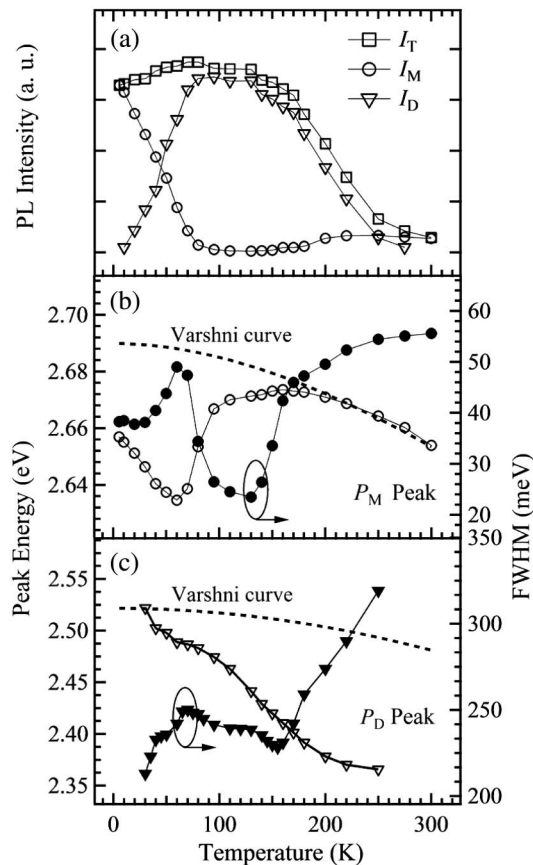 (a)
I_T
I_M
I_D
PL Intensity (a. u.)
(b)
Varshni curve
P_M Peak
2.70
2.68
2.66
2.64
60
50
40
30
20
Peak Energy (eV)
FWHM (meV)
(c)
Varshni curve
P_D Peak
2.55
2.50
2.45
2.40
2.35
350
300
250
200
0
100
200
300
Temperature (K)